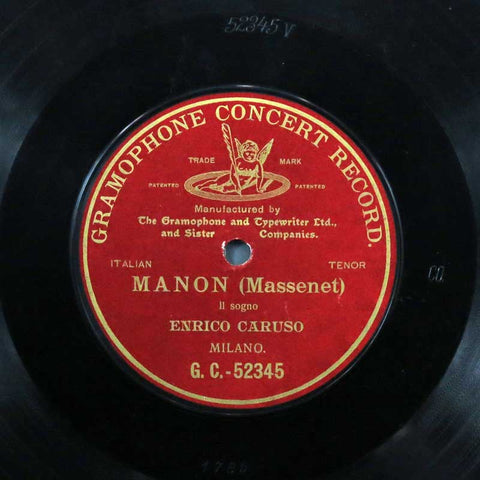 52345 V
GRAMOPHONE CONCERT RECORD.
TRADE MARK
PATENTED PATENTED
Manufactured by
The Gramophone and Typewriter Ltd.,
and Sister Companies.
ITALIAN TENOR
MANON (Massenet)
Il sogno
ENRICO CARUSO
MILANO.
G. C.-52345